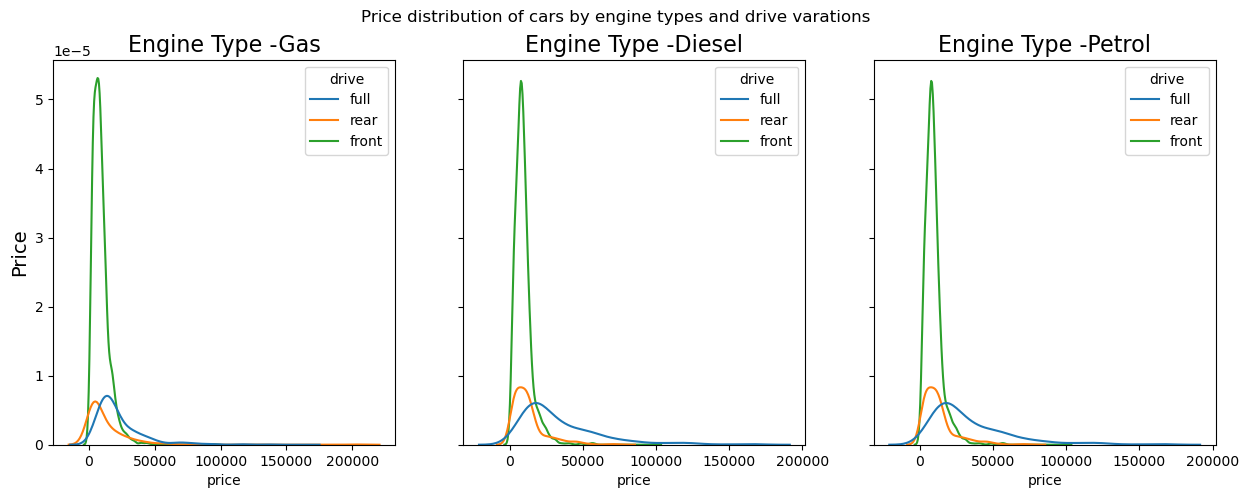 Price distribution of cars by engine types and drive varations
Engine Type -Gas
1e−5
Price
5
4
3
2
1
0
drive
full
rear
front
0 50000 100000 150000 200000
price
Engine Type -Diesel
drive
full
rear
front
0 50000 100000 150000 200000
price
Engine Type -Petrol
drive
full
rear
front
0 50000 100000 150000 200000
price